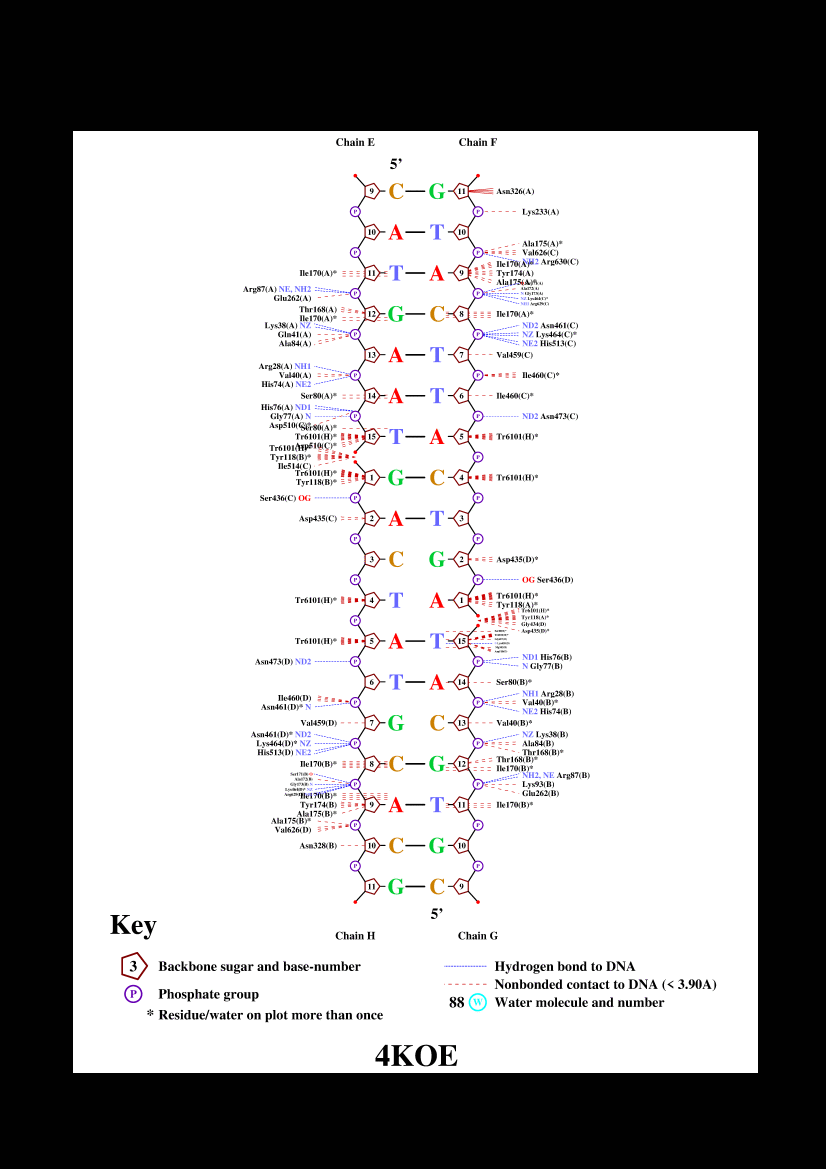 Chain E Chain F
5’
9 C G 11 Asn326(A)
P P Lys233(A)
10 A T 10
Ala175(A)*
P P Val626(C)
NH2 Arg630(C)
Ile170(A)*
Ile170(A)* 11 T A 9 Tyr174(A)
Ala175(A)*
Arg87(A) NE, NH2 P P
Glu262(A)
Thr168(A) 12 G C 8 Ile170(A)*
Ile170(A)*
Lys38(A) NZ ND2 Asn461(C)
Gln41(A) P P NZ Lys464(C)*
Ala84(A) NE2 His513(C)
13 A T 7 Val459(C)
Arg28(A) NH1
Val40(A) P P Ile460(C)*
His74(A) NE2
Ser80(A)* 14 A T 6 Ile460(C)*
His76(A) ND1
Gly77(A) N P P ND2 Asn473(C)
Asp510(C)*
Ser80(A)*
Tr6101(H)* 15 T A 5 Tr6101(H)*
Asp510(C)*
Tr6101(H)*
Tyr118(B)* P
Ile514(C)
Tr6101(H)* 1 G C 4 Tr6101(H)*
Tyr118(B)*
Ser436(C) OG P P
Asp435(C) 2 A T 3
P P
3 C G 2 Asp435(D)*
P P OG Ser436(D)
Tr6101(H)* 4 T A 1 Tr6101(H)*
Tyr118(A)*
Tr6101(H)*
P Tyr118(A)*
Gly434(D)
Asp435(D)*
Tr6101(H)* 5 A T 15
Asn473(D) ND2 P P ND1 His76(B)
N Gly77(B)
6 T A 14 Ser80(B)*
Ile460(D) NH1 Arg28(B)
Asn461(D)* N P P Val40(B)*
NE2 His74(B)
Val459(D) 7 G C 13 Val40(B)*
Asn461(D)* ND2 NZ Lys38(B)
Lys464(D)* NZ P P Ala84(B)
His513(D) NE2 Thr168(B)*
Ile170(B)* 8 C G 12 Thr168(B)*
Ile170(B)*
NH2, NE Arg87(B)
P P Lys93(B)
Glu262(B)
Ile170(B)*
Tyr174(B) 9 A T 11 Ile170(B)*
Ala175(B)*
Ala175(B)* P P
Val626(D)
Asn328(B) 10 C G 10
P P
11 G C 9
5’
Chain H Chain G
Key
3 Backbone sugar and base-number
P Phosphate group
* Residue/water on plot more than once
Hydrogen bond to DNA
Nonbonded contact to DNA (< 3.90A)
88 W Water molecule and number
4KOE